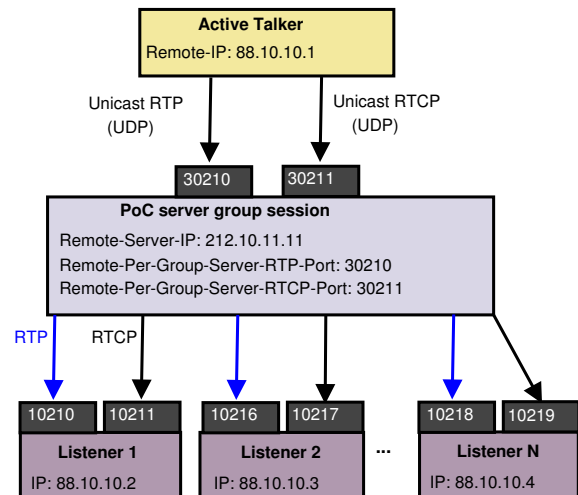 Active Talker
Remote-IP: 88.10.10.1
Unicast RTP
(UDP)
Unicast RTCP
(UDP)
30210
30211
PoC server group session
Remote-Server-IP: 212.10.11.11
Remote-Per-Group-Server-RTP-Port: 30210
Remote-Per-Group-Server-RTCP-Port: 30211
RTP
RTCP
10210
10211
10216
10217
10218
10219
Listener 1
IP: 88.10.10.2
Listener 2
IP: 88.10.10.3
...
Listener N
IP: 88.10.10.4